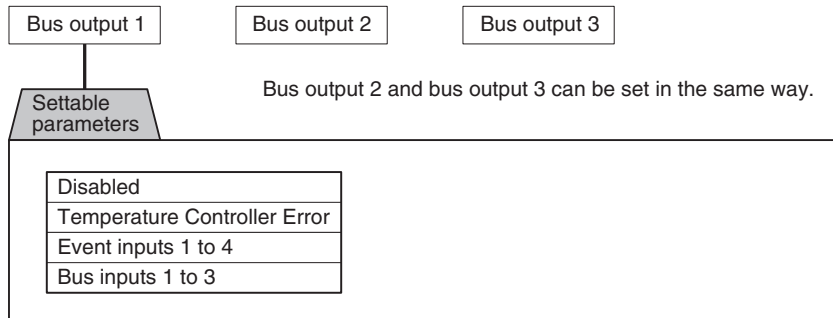 Bus output 1
Bus output 2
Bus output 3
Bus output 2 and bus output 3 can be set in the same way.
Settable
parameters
Disabled
Temperature Controller Error
Event inputs 1 to 4
Bus inputs 1 to 3